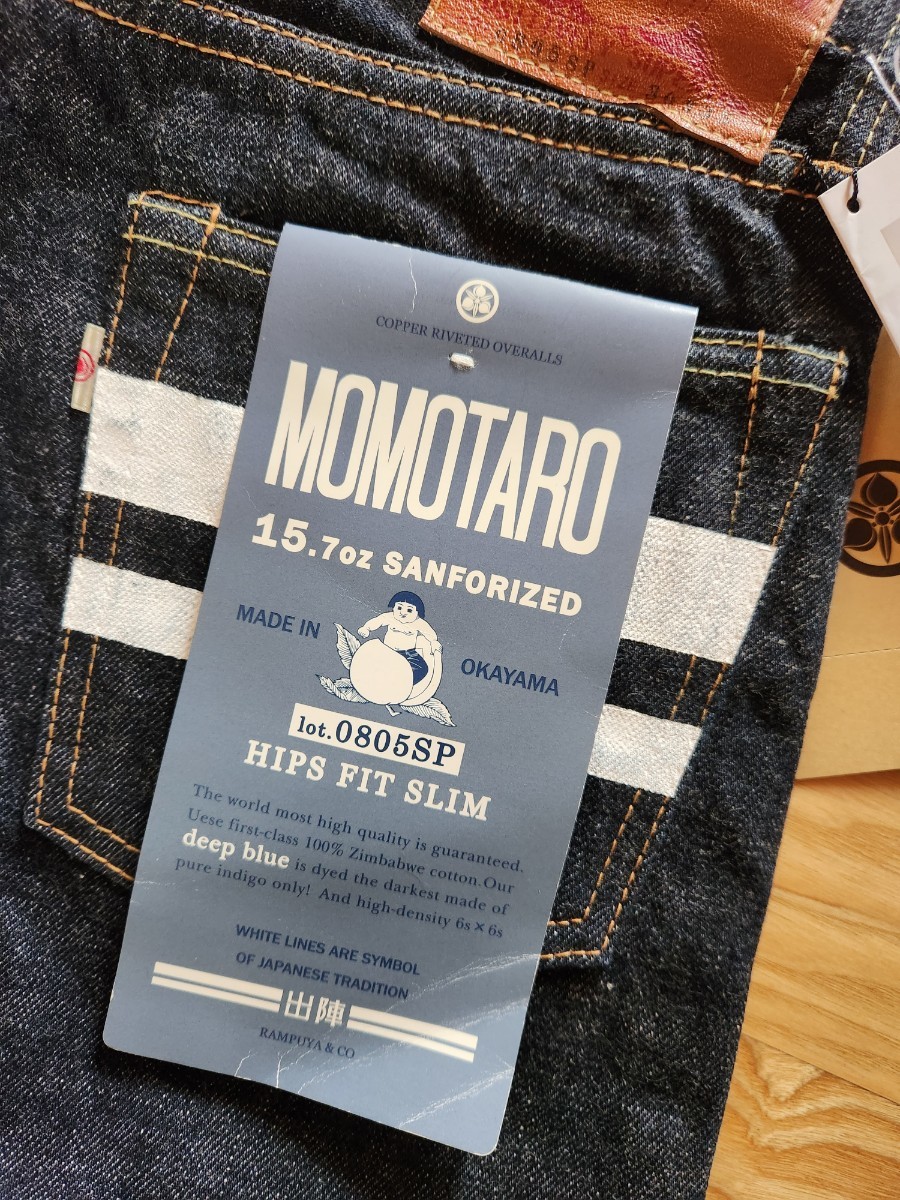 COPPER RIVETED OVERALLS
MOMOTARO
15.7oz SANFORIZED
MADE IN
OKAYAMA
lot.0805SP
HIPS FIT SLIM
The world most high quality is guaranteed.
Uese first-class 100% Zimbabwe cotton.Our
deep blue is dyed the darkest made of
pure indigo only! And high-density 6s×6s
WHITE LINES ARE SYMBOL
OF JAPANESE TRADITION
出陣
RAMPUYA & CO